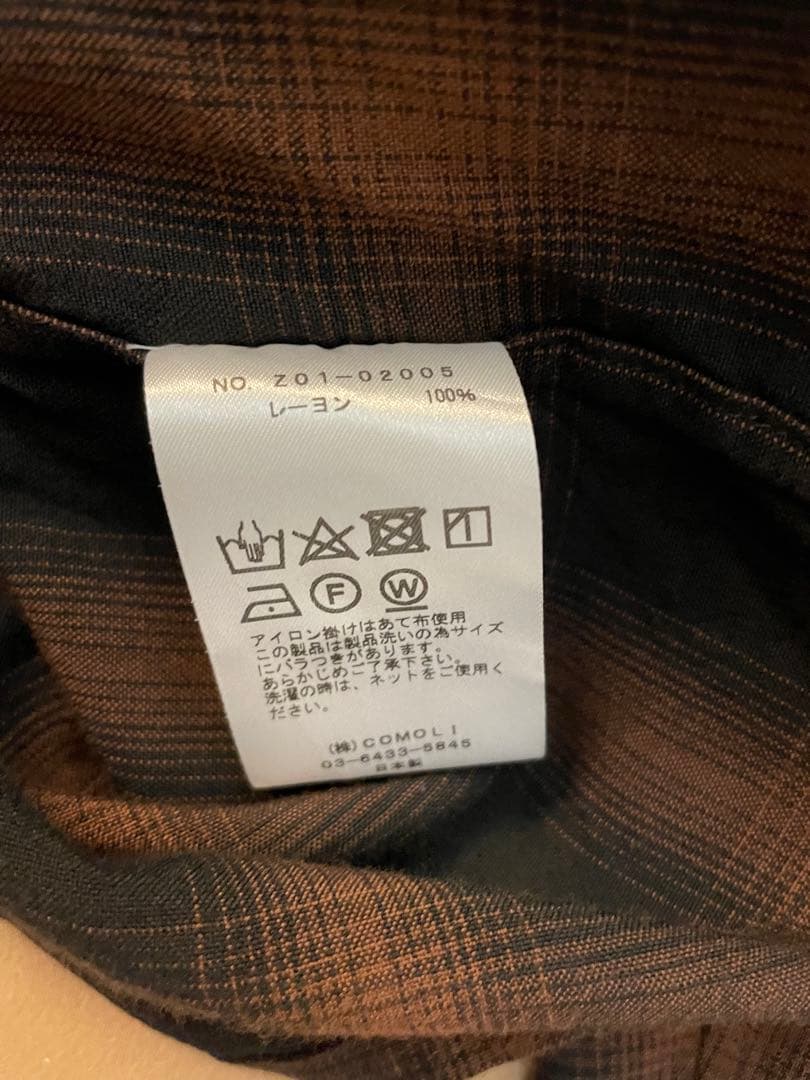 NO. Z01-02005
レーヨン 100%
F W
アイロン掛けはあて布使用
この製品は製品洗いの為サイズ
にバラつきがあります。
あらかじめご了承下さい。
洗濯の時は、ネットをご使用く
ださい。
(株)COMOLI
03-6433-5845
日本製